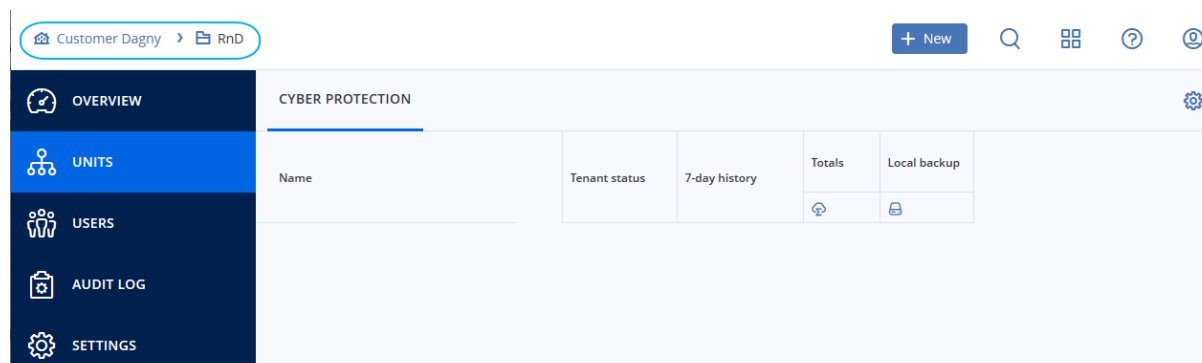 Customer Dagny > RnD
+ New
OVERVIEW
UNITS
USERS
AUDIT LOG
SETTINGS
CYBER PROTECTION
Name
Tenant status
7-day history
Totals
Local backup